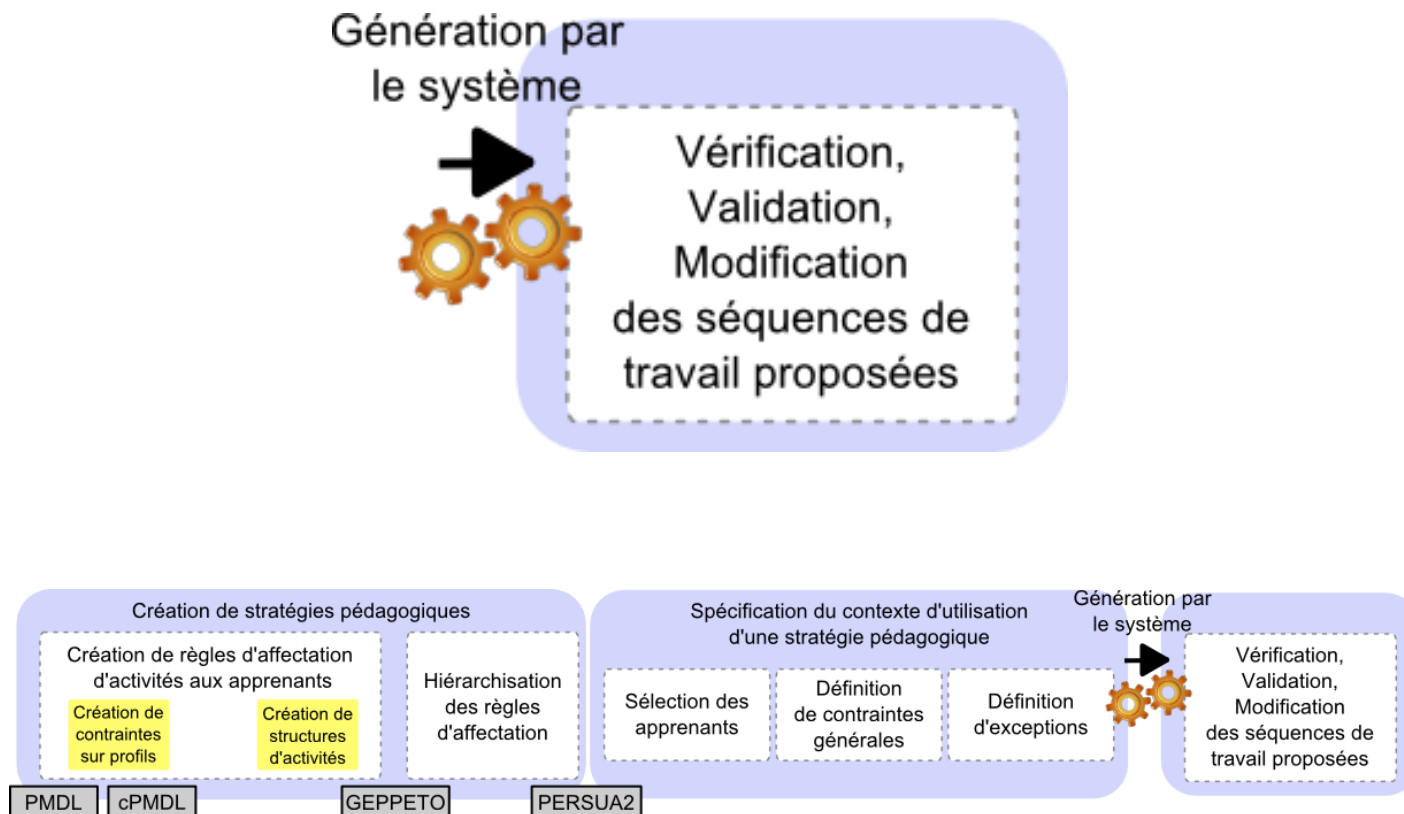 Génération par
le système
Vérification,
Validation,
Modification
des séquences de
travail proposées
Création de stratégies pédagogiques
Création de règles d'affectation
d'activités aux apprenants
Création de
contraintes
sur profils
Création de
structures
d'activités
Hiérarchisation
des règles
d'affectation
Spécification du contexte d'utilisation
d'une stratégie pédagogique
Sélection des
apprenants
Définition
de contraintes
générales
Définition
d'exceptions
Génération par
le système
Vérification,
Validation,
Modification
des séquences de
travail proposées
PMDL
cPMDL
GEPPETO
PERSUA2